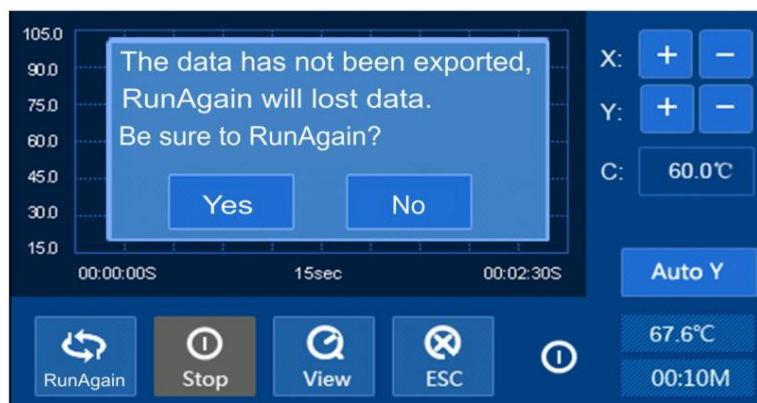 105.0
90.0
75.0
60.0
45.0
30.0
15.0
The data has not been exported,
RunAgain will lost data.
Be sure to RunAgain?
Yes No
00:00:00S 15sec 00:02:30S
X: + −
Y: + −
C: 60.0℃
Auto Y
RunAgain Stop View ESC
67.6℃
00:10M